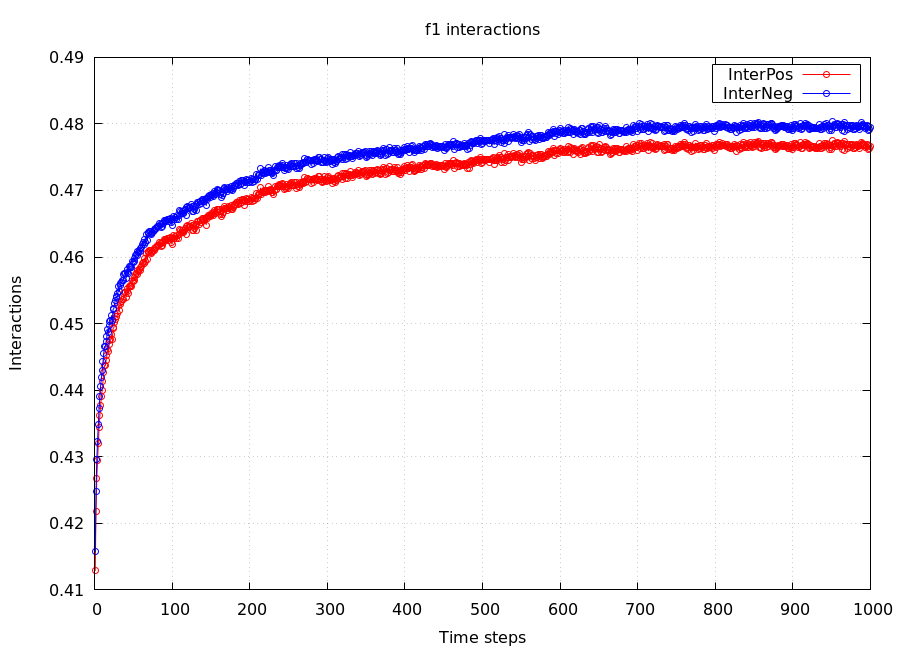 f1 interactions
0.49
InterPos
InterNeg
0.48
0.47
0.46
0.45
Interactions
0.44
0.43
0.42
0.41
0 100 200 300 400 500 600 700 800 900 1000
Time steps